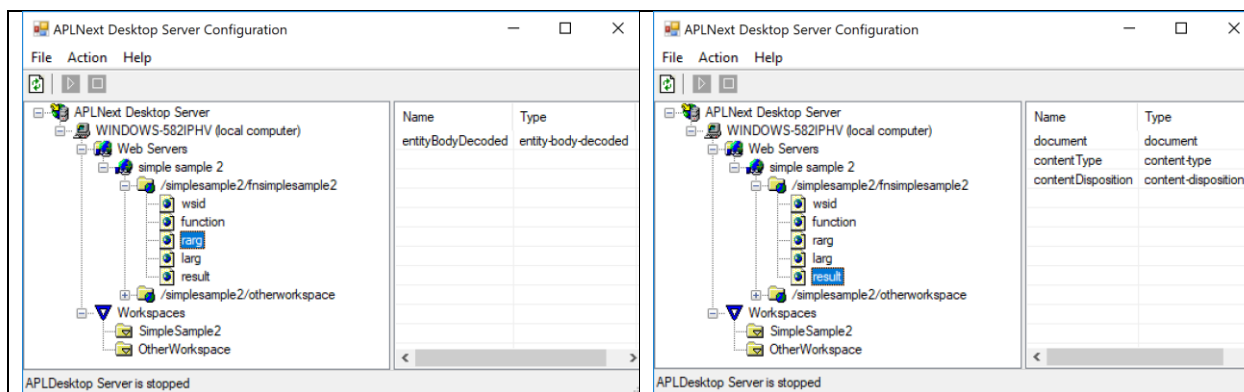 APLNext Desktop Server Configuration
File Action Help
APLNext Desktop Server
WINDOWS-582IPHV (local computer)
Web Servers
simple sample 2
/simplesample2/fnsimplesample2
wsid
function
rarg
larg
result
/simplesample2/otherworkspace
Workspaces
SimpleSample2
OtherWorkspace
Name Type
entityBodyDecoded entity-body-decoded
APLDesktop Server is stopped
APLNext Desktop Server Configuration
File Action Help
APLNext Desktop Server
WINDOWS-582IPHV (local computer)
Web Servers
simple sample 2
/simplesample2/fnsimplesample2
wsid
function
rarg
larg
result
/simplesample2/otherworkspace
Workspaces
SimpleSample2
OtherWorkspace
Name Type
document document
contentType content-type
contentDisposition content-disposition
APLDesktop Server is stopped